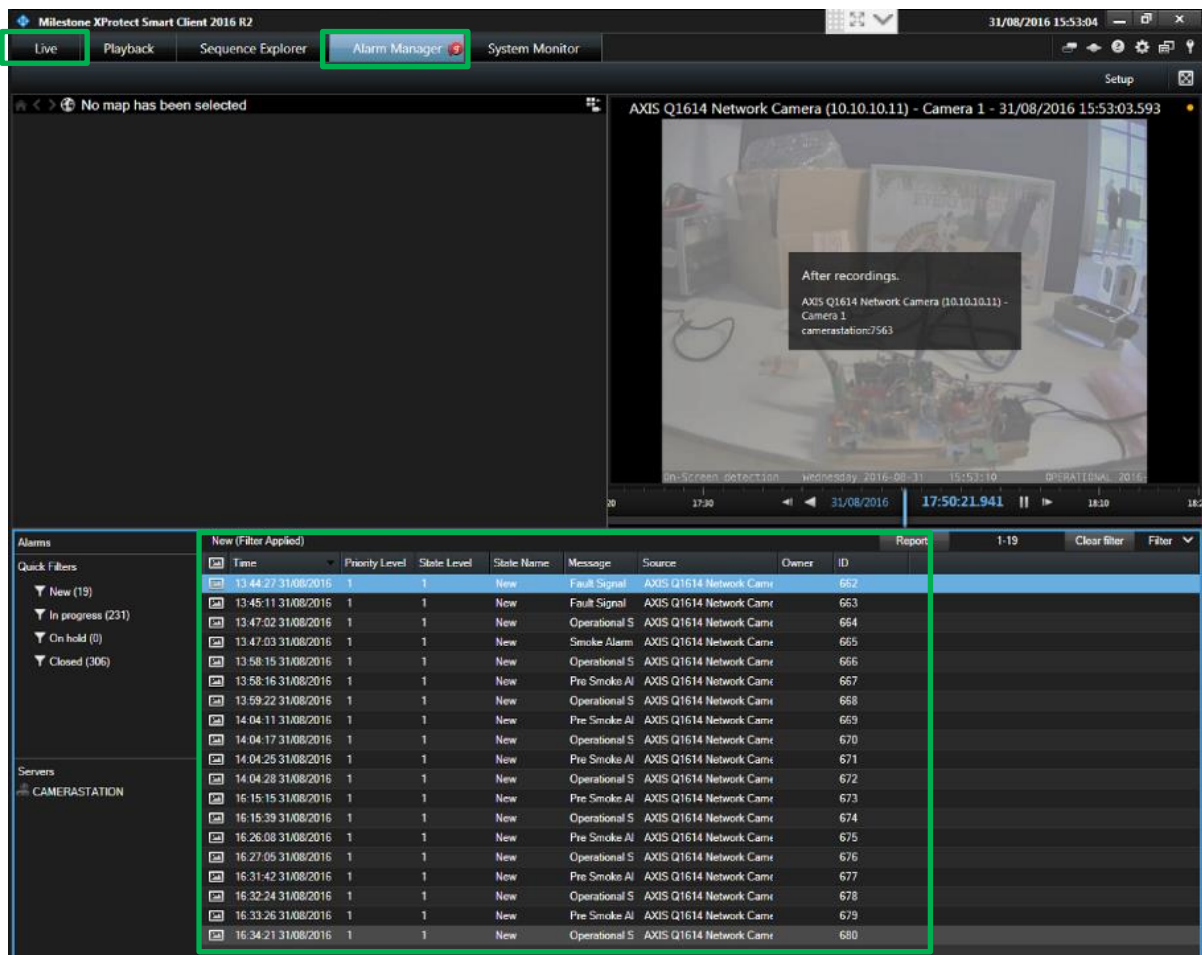 Milestone XProtect Smart Client 2016 R2
31/08/2016 15:53:04
Live Playback Sequence Explorer Alarm Manager 9 System Monitor
Setup
No map has been selected
AXIS Q1614 Network Camera (10.10.10.11) - Camera 1 - 31/08/2016 15:53:03.593
After recordings.
AXIS Q1614 Network Camera (10.10.10.11) -
Camera 1
camerastation:7563
On-Screen detection Wednesday 2016-08-31 15:53:10 OPERATIONAL 2016-
20 17:30 31/08/2016 17:50:21.941 18:10 18:2
Alarms New (Filter Applied) Report 1-19 Clear filter Filter
Quick Filters
New (19)
In progress (231)
On hold (0)
Closed (306)
Servers
CAMERASTATION
Time Priority Level State Level State Name Message Source Owner ID
13:44:27 31/08/2016 1 1 New Fault Signal AXIS Q1614 Network Came 662
13:45:11 31/08/2016 1 1 New Fault Signal AXIS Q1614 Network Came 663
13:47:02 31/08/2016 1 1 New Operational S AXIS Q1614 Network Came 664
13:47:03 31/08/2016 1 1 New Smoke Alarm AXIS Q1614 Network Came 665
13:58:15 31/08/2016 1 1 New Operational S AXIS Q1614 Network Came 666
13:58:16 31/08/2016 1 1 New Pre Smoke Al AXIS Q1614 Network Came 667
13:59:22 31/08/2016 1 1 New Operational S AXIS Q1614 Network Came 668
14:04:11 31/08/2016 1 1 New Pre Smoke Al AXIS Q1614 Network Came 669
14:04:17 31/08/2016 1 1 New Operational S AXIS Q1614 Network Came 670
14:04:25 31/08/2016 1 1 New Pre Smoke Al AXIS Q1614 Network Came 671
14:04:28 31/08/2016 1 1 New Operational S AXIS Q1614 Network Came 672
16:15:15 31/08/2016 1 1 New Pre Smoke Al AXIS Q1614 Network Came 673
16:15:39 31/08/2016 1 1 New Operational S AXIS Q1614 Network Came 674
16:26:08 31/08/2016 1 1 New Pre Smoke Al AXIS Q1614 Network Came 675
16:27:05 31/08/2016 1 1 New Operational S AXIS Q1614 Network Came 676
16:31:42 31/08/2016 1 1 New Pre Smoke Al AXIS Q1614 Network Came 677
16:32:24 31/08/2016 1 1 New Operational S AXIS Q1614 Network Came 678
16:33:26 31/08/2016 1 1 New Pre Smoke Al AXIS Q1614 Network Came 679
16:34:21 31/08/2016 1 1 New Operational S AXIS Q1614 Network Came 680